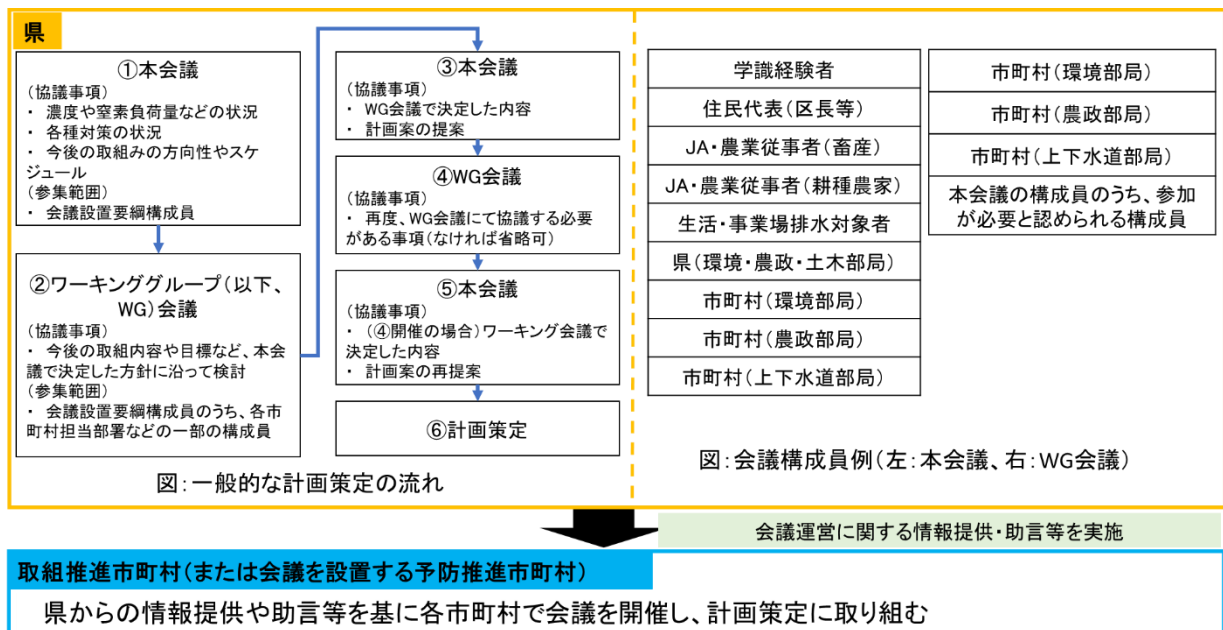 県
①本会議
(協議事項)
・ 濃度や窒素負荷量などの状況
・ 各種対策の状況
・ 今後の取組みの方向性やスケ
ジュール
(参集範囲)
・ 会議設置要綱構成員
②ワーキンググループ(以下、
WG)会議
(協議事項)
・ 今後の取組内容や目標など、本会
議で決定した方針に沿って検討
(参集範囲)
・ 会議設置要綱構成員のうち、各市
町村担当部署などの一部の構成員
③本会議
(協議事項)
・ WG会議で決定した内容
・ 計画案の提案
④WG会議
(協議事項)
・ 再度、WG会議にて協議する必要
がある事項(なければ省略可)
⑤本会議
(協議事項)
・ (④開催の場合)ワーキング会議で
決定した内容
・ 計画案の再提案
⑥計画策定
図:一般的な計画策定の流れ
学識経験者
住民代表(区長等)
JA・農業従事者(畜産)
JA・農業従事者(耕種農家)
生活・事業場排水対象者
県(環境・農政・土木部局)
市町村(環境部局)
市町村(農政部局)
市町村(上下水道部局)
市町村(環境部局)
市町村(農政部局)
市町村(上下水道部局)
本会議の構成員のうち、参加
が必要と認められる構成員
図:会議構成員例(左:本会議、右:WG会議)
会議運営に関する情報提供・助言等を実施
取組推進市町村(または会議を設置する予防推進市町村)
県からの情報提供や助言等を基に各市町村で会議を開催し、計画策定に取り組む